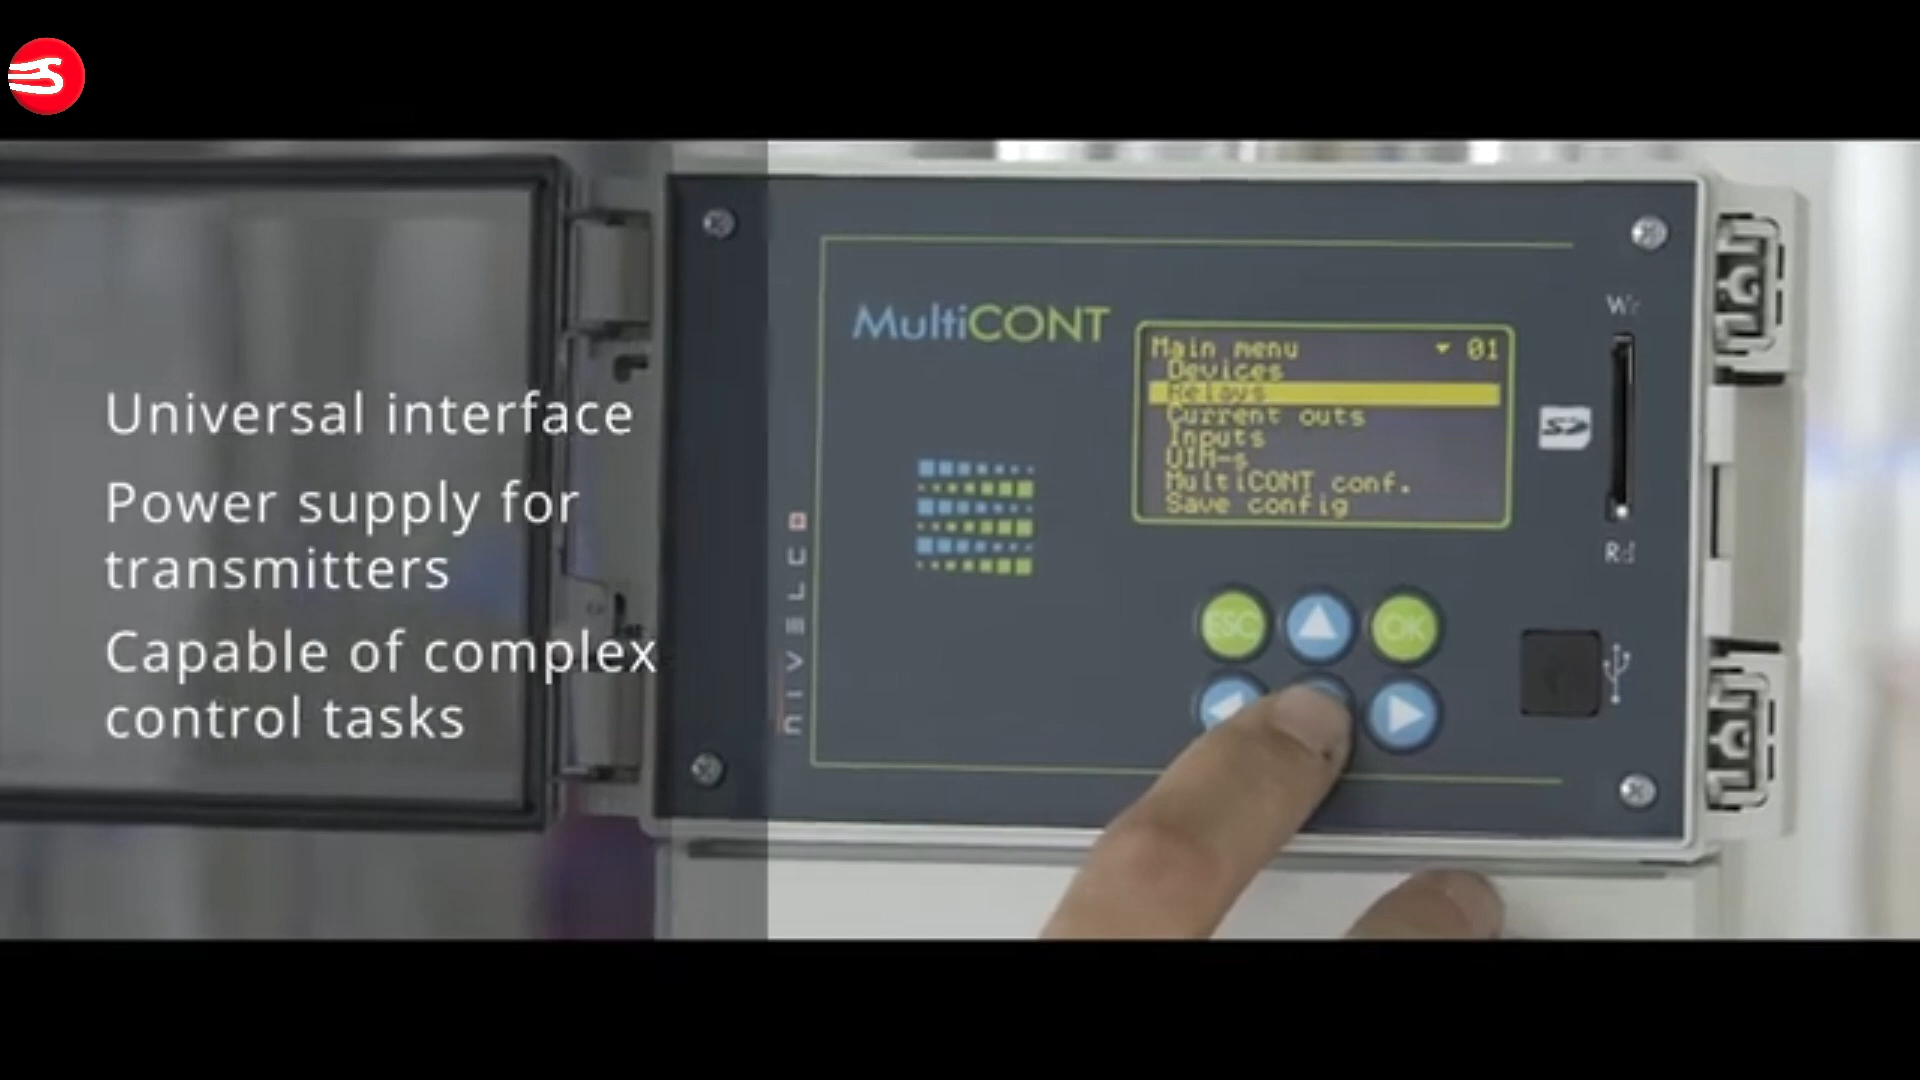 Universal interface
Power supply for
transmitters
Capable of complex
control tasks
MultiCONT
Main menu 01
Devices
Relays
Current outs
Inputs
UIM-s
MultiCONT conf.
Save config
Wr
SD
Rd
ESC
OK
NIVELCO
S